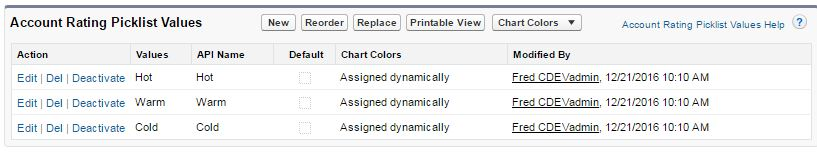 Account Rating Picklist Values New Reorder Replace Printable View Chart Colors Account Rating Picklist Values Help ?
Action Values API Name Default Chart Colors Modified By
Edit | Del | Deactivate Hot Hot Assigned dynamically Fred CDEVadmin, 12/21/2016 10:10 AM
Edit | Del | Deactivate Warm Warm Assigned dynamically Fred CDEVadmin, 12/21/2016 10:10 AM
Edit | Del | Deactivate Cold Cold Assigned dynamically Fred CDEVadmin, 12/21/2016 10:10 AM